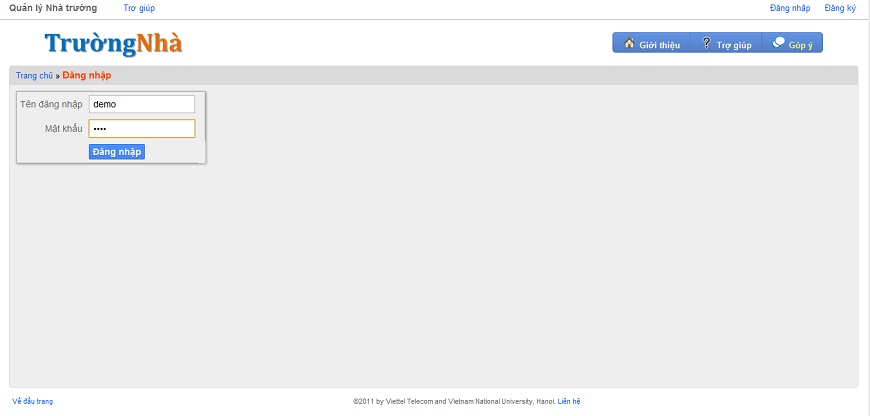 Quản lý Nhà trường Trợ giúp Đăng nhập Đăng ký
TrườngNhà
Giới thiệu ? Trợ giúp Góp ý
Trang chủ » Đăng nhập
Tên đăng nhập demo
Mật khẩu ••••
Đăng nhập
Về đầu trang ©2011 by Viettel Telecom and Vietnam National University, Hanoi. Liên hệ